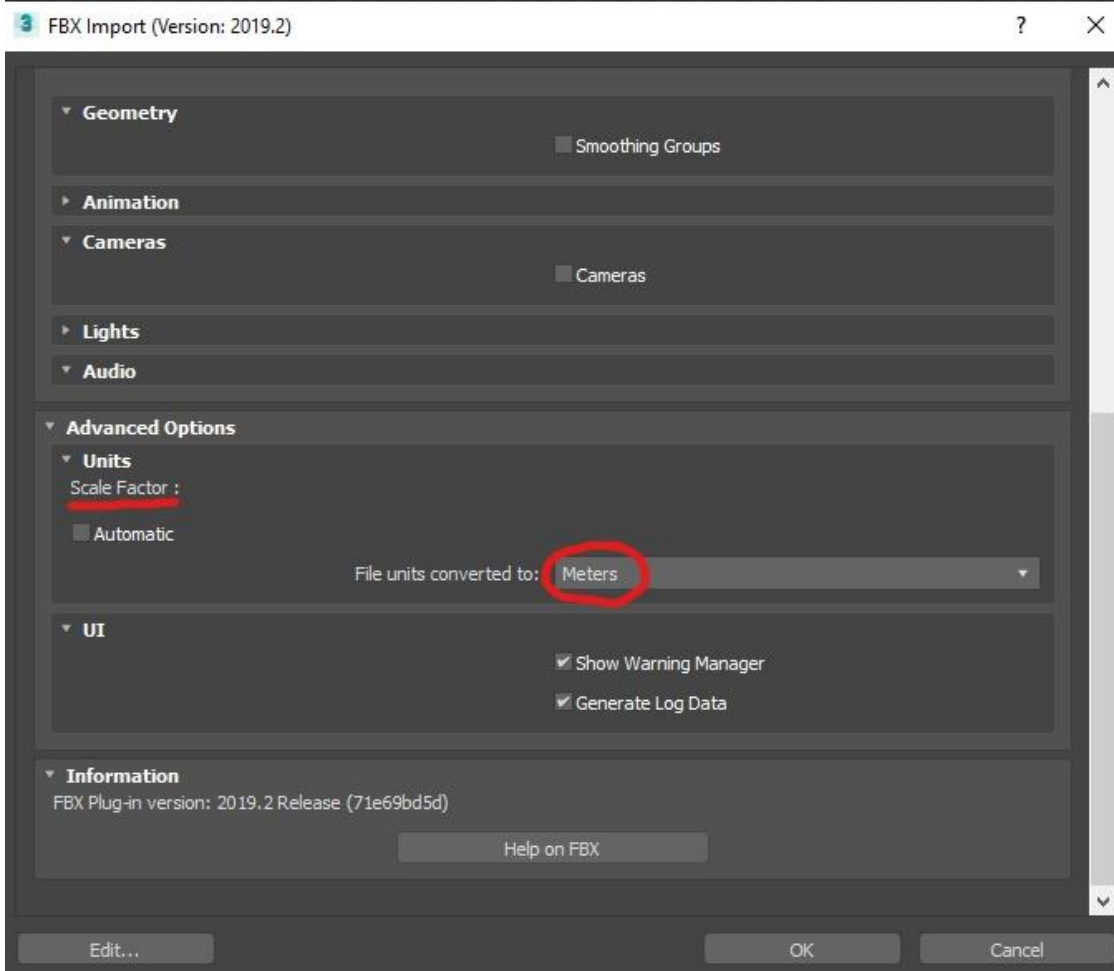 3 FBX Import (Version: 2019.2) ?
Geometry
Smoothing Groups
Animation
Cameras
Cameras
Lights
Audio
Advanced Options
Units
Scale Factor :
Automatic
File units converted to: Meters
UI
Show Warning Manager
Generate Log Data
Information
FBX Plug-in version: 2019.2 Release (71e69bd5d)
Help on FBX
Edit... OK Cancel